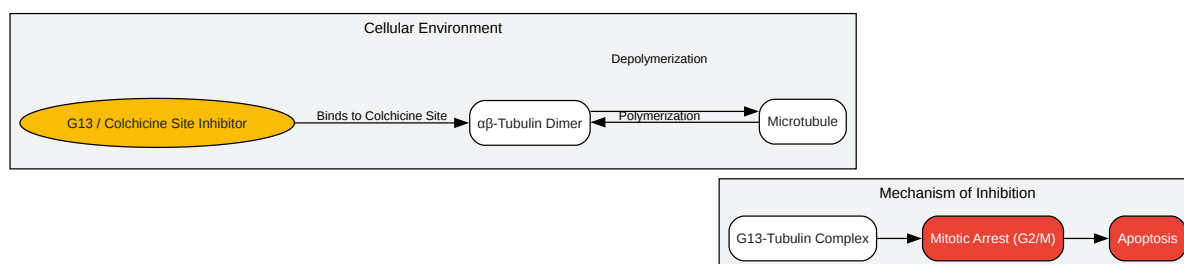 Cellular Environment
Depolymerization
G13 / Colchicine Site Inhibitor
Binds to Colchicine Site
αβ-Tubulin Dimer
Polymerization
Microtubule
Mechanism of Inhibition
G13-Tubulin Complex
Mitotic Arrest (G2/M)
Apoptosis